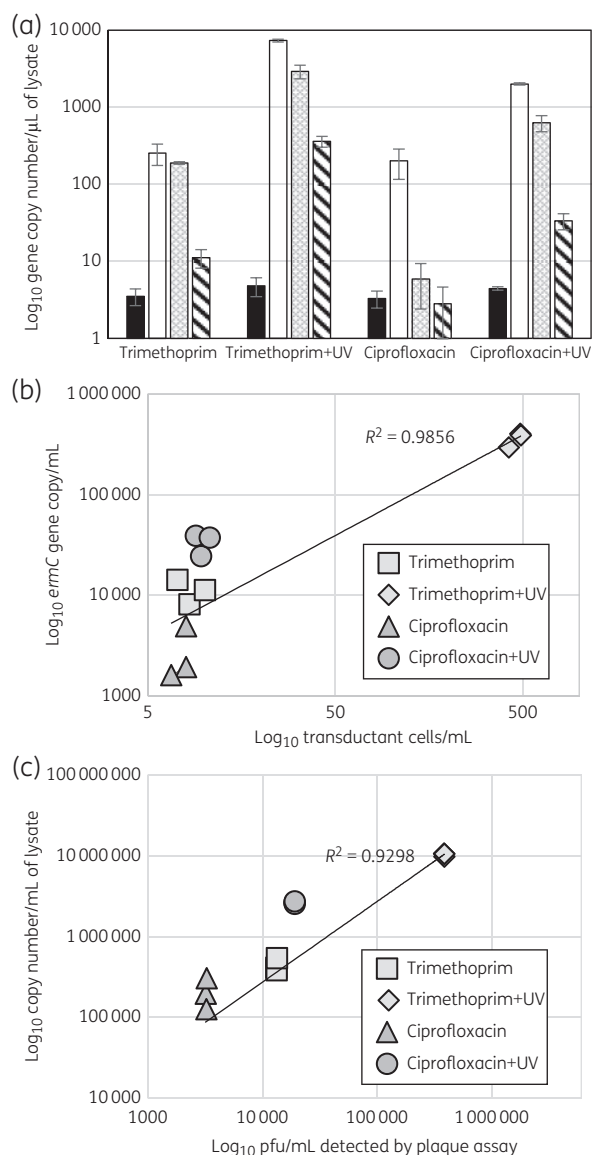 (a)
10 000
1000
100
10
1
Log10 gene copy number/μL of lysate
Trimethoprim Trimethoprim+UV Ciprofloxacin Ciprofloxacin+UV
(b)
1 000 000
100 000
10 000
1000
Log10 ermC gene copy/mL
R2 = 0.9856
Trimethoprim
Trimethoprim+UV
Ciprofloxacin
Ciprofloxacin+UV
5 50 500
Log10 transductant cells/mL
(c)
100 000 000
10 000 000
1 000 000
100 000
10 000
Log10 copy number/mL of lysate
R2 = 0.9298
Trimethoprim
Trimethoprim+UV
Ciprofloxacin
Ciprofloxacin+UV
1000 10 000 100 000 1 000 000
Log10 pfu/mL detected by plaque assay